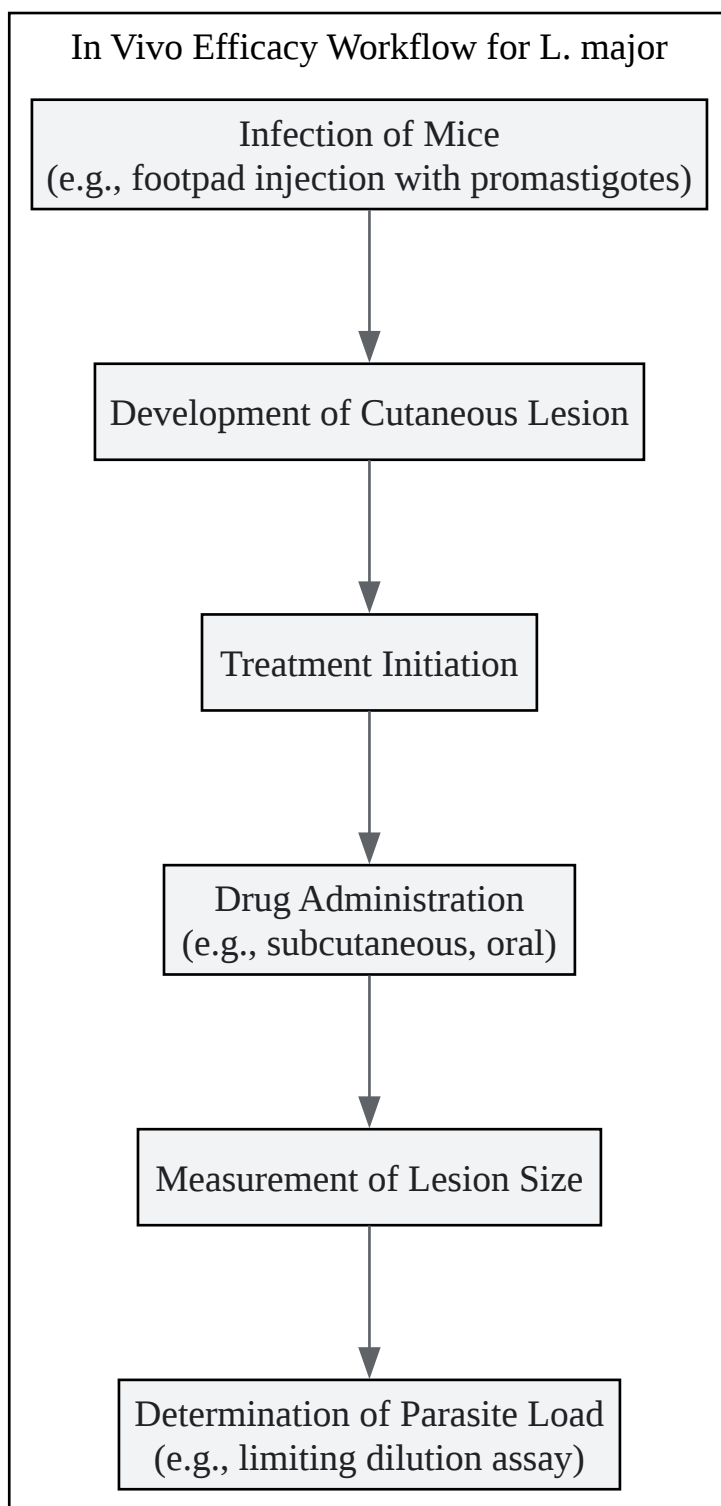 In Vivo Efficacy Workflow for L. major
Infection of Mice
(e.g., footpad injection with promastigotes)
Development of Cutaneous Lesion
Treatment Initiation
Drug Administration
(e.g., subcutaneous, oral)
Measurement of Lesion Size
Determination of Parasite Load
(e.g., limiting dilution assay)